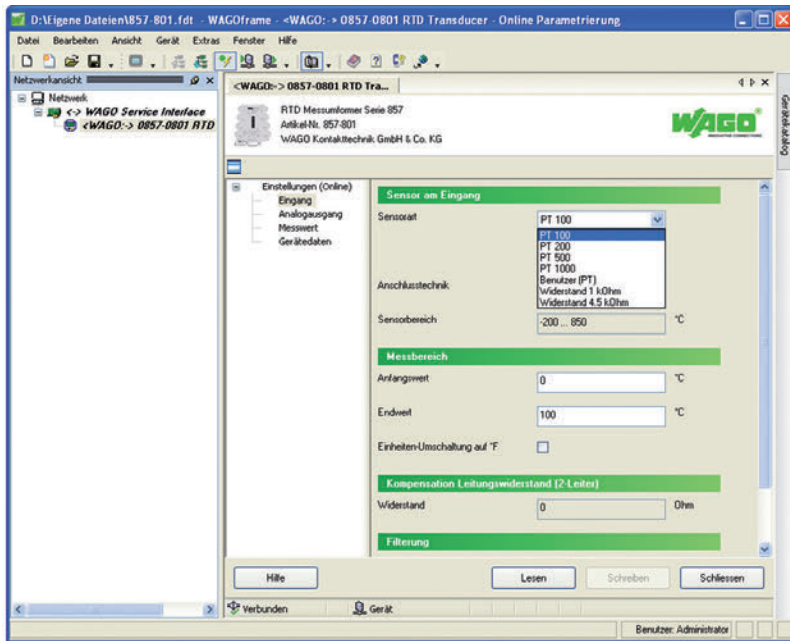 D:\Eigene Dateien\857-801.fdt - WAGOframe - <WAGO:-> 0857-0801 RTD Transducer - Online Parametrierung
Datei Bearbeiten Ansicht Gerät Extras Fenster Hilfe
Netzwerkansicht
Netzwerk
<-> WAGO Service Interface
<WAGO:-> 0857-0801 RTD
<WAGO:-> 0857-0801 RTD Tra...
Gerätekatalog
RTD Messumformer Serie 857
Artikel-Nr. 857-801
WAGO Kontakttechnik GmbH & Co. KG
WAGO
INNOVATIVE CONNECTIONS
Einstellungen (Online)
Eingang
Analogausgang
Messwert
Gerätedaten
Sensor am Eingang
Sensorart PT 100
PT 100
PT 200
PT 500
PT 1000
Benutzer (PT)
Widerstand 1 kOhm
Widerstand 4.5 kOhm
Anschlusstechnik
Sensorbereich -200 ... 850 °C
Messbereich
Anfangswert 0 °C
Endwert 100 °C
Einheiten-Umschaltung auf °F
Kompensation Leitungswiderstand (2-Leiter)
Widerstand 0 Ohm
Filterung
Hilfe Lesen Schreiben Schliessen
Verbunden Gerät
Benutzer: Administrator